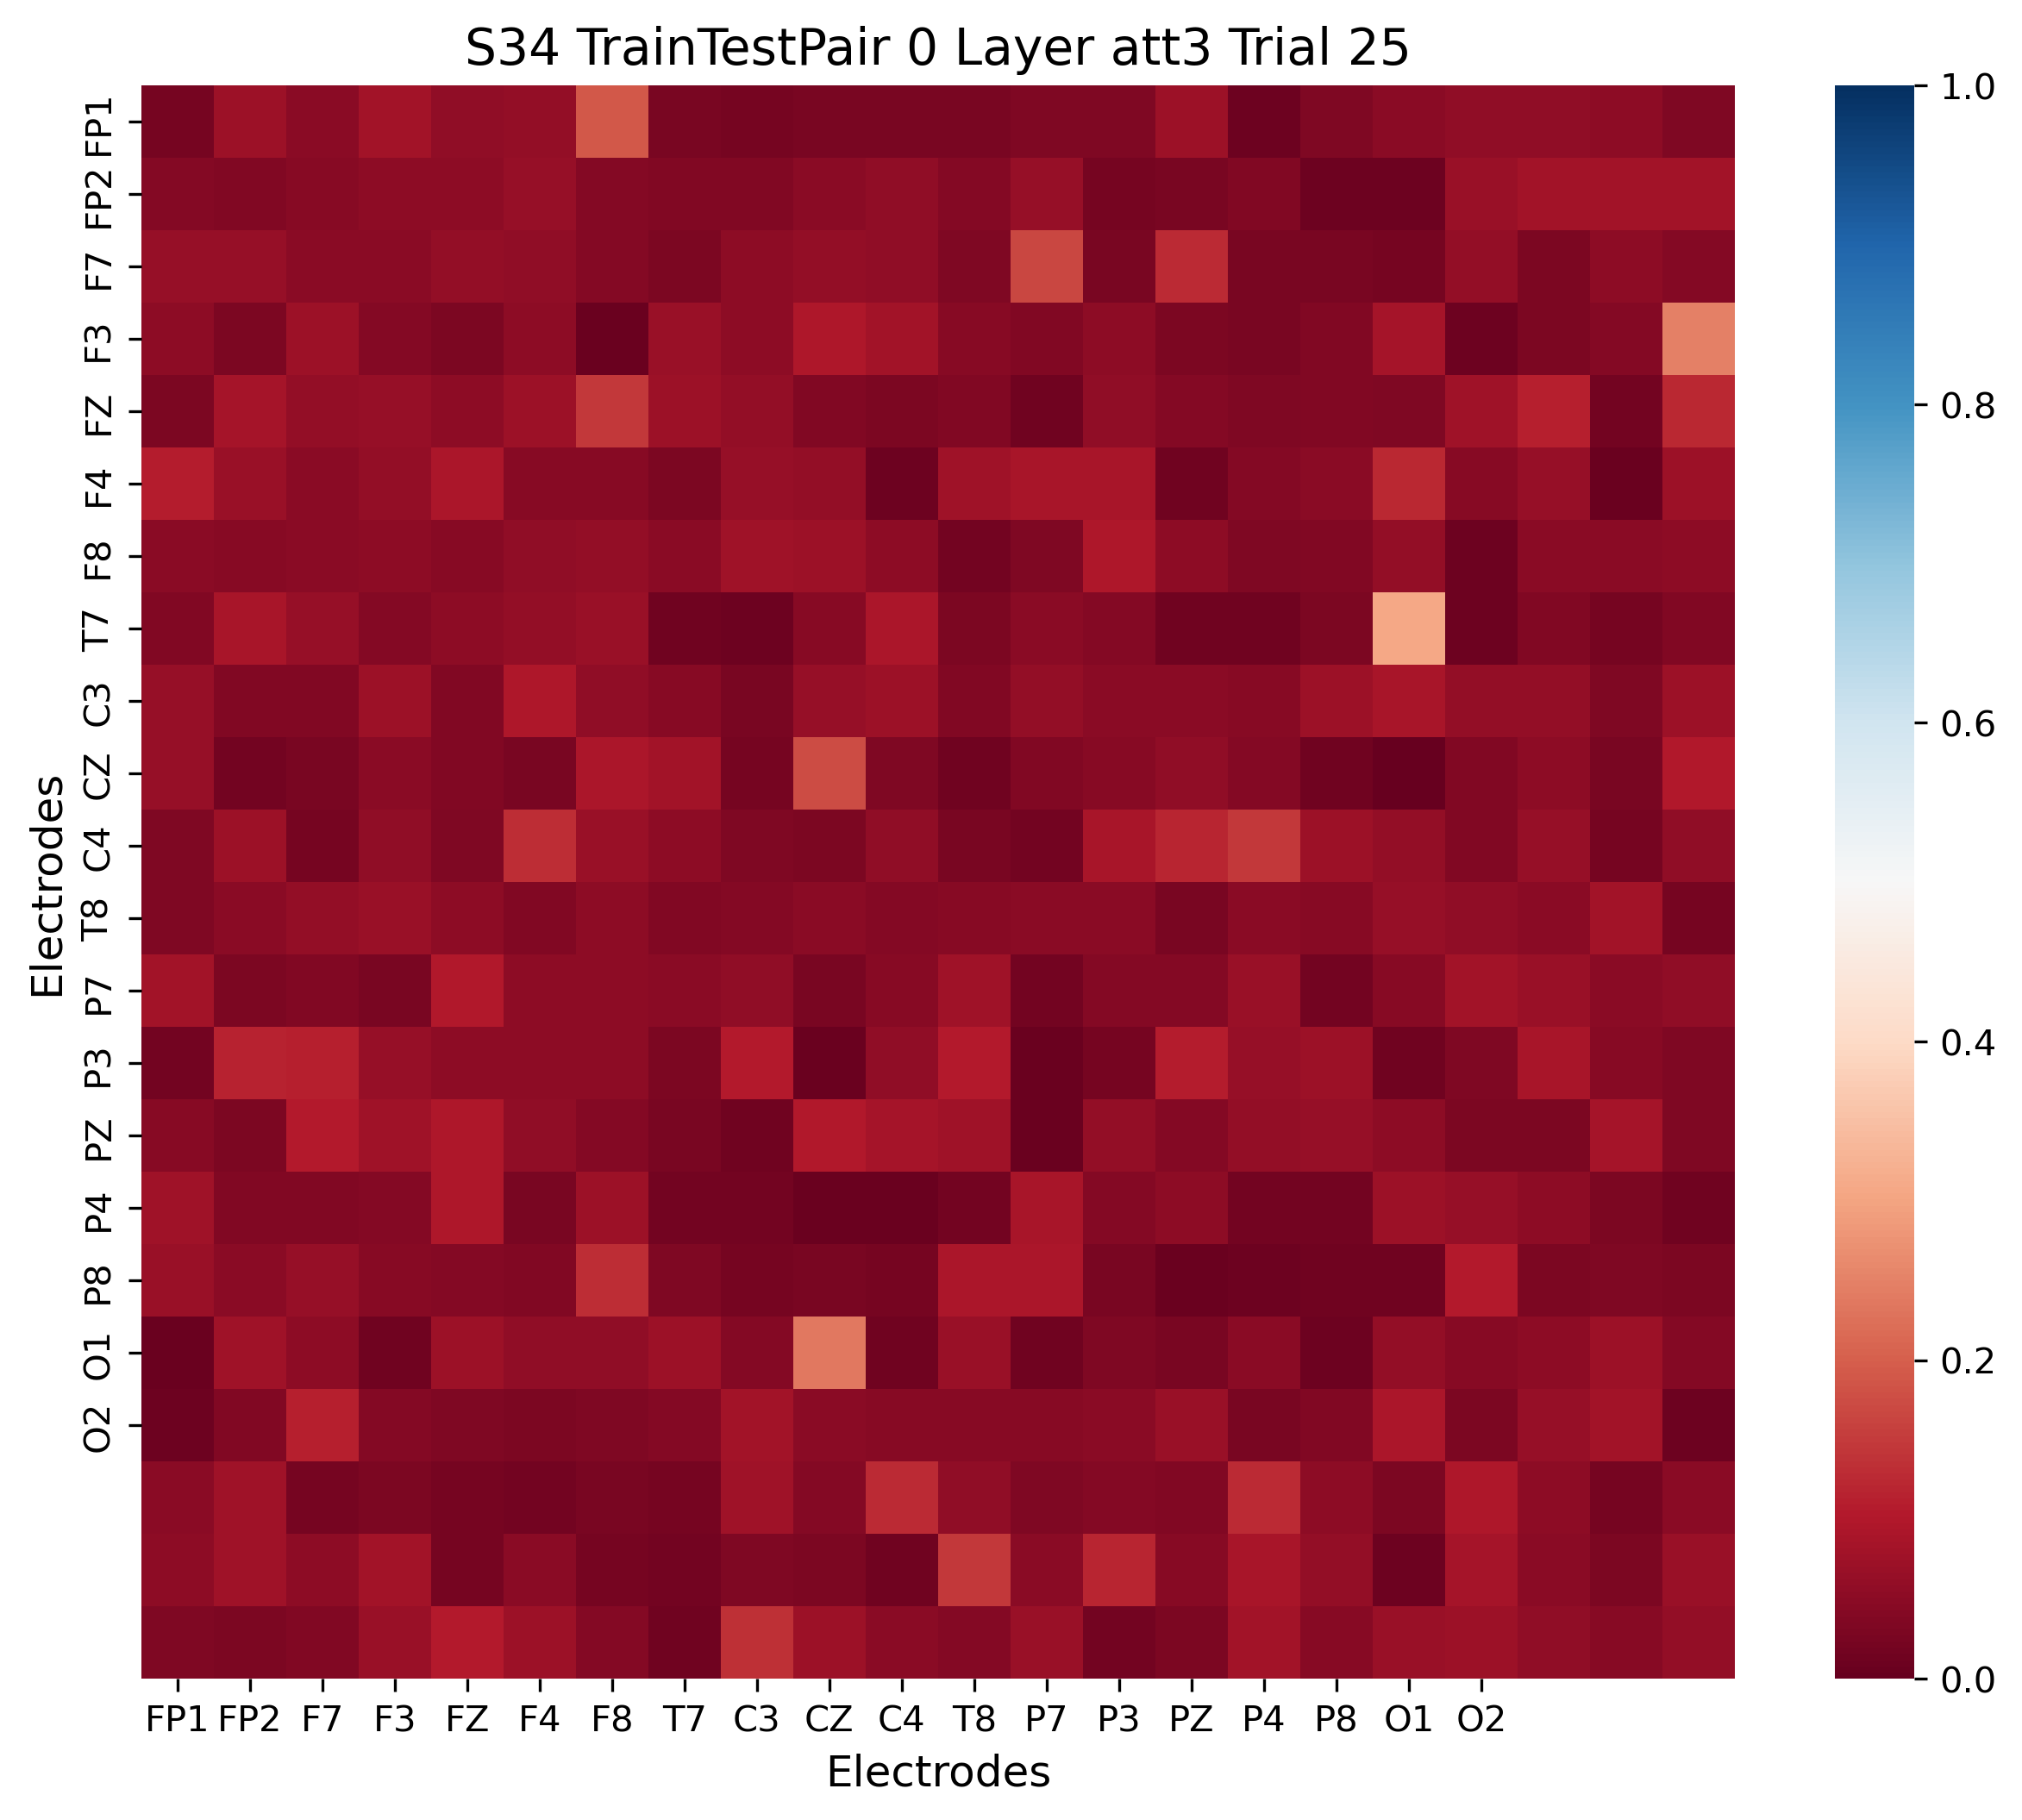 S34 TrainTestPair 0 Layer att3 Trial 25
Electrodes
FP1
FP2
F7
F3
FZ
F4
F8
T7
C3
CZ
C4
T8
P7
P3
PZ
P4
P8
O1
O2
FP1 FP2 F7 F3 FZ F4 F8 T7 C3 CZ C4 T8 P7 P3 PZ P4 P8 O1 O2
Electrodes
1.0
0.8
0.6
0.4
0.2
0.0